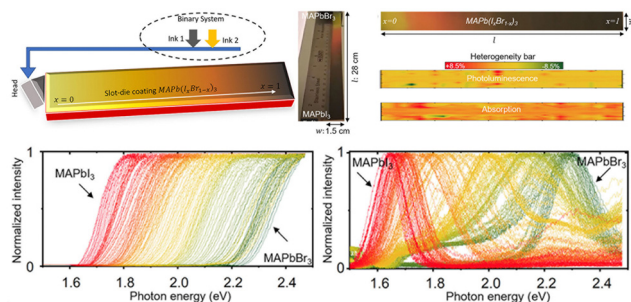 Binary System
Ink 1 Ink 2
Head
Slot-die coating MAPb(IₓBr₁₋ₓ)₃
x = 0
x = 1
MAPbBr₃
MAPbI₃
l: 28 cm
w: 1.5 cm
x=0 MAPb(IₓBr₁₋ₓ)₃ x=1
l
Heterogeneity bar
+8.5% -8.5%
Photoluminescence
Absorption
Normalized intensity
1
0
MAPbI₃
MAPbBr₃
1.6 1.8 2.0 2.2 2.4
Photon energy (eV)
Normalized intensity
1
0
MAPbI₃
MAPbBr₃
1.6 1.8 2.0 2.2 2.4
Photon energy (eV)